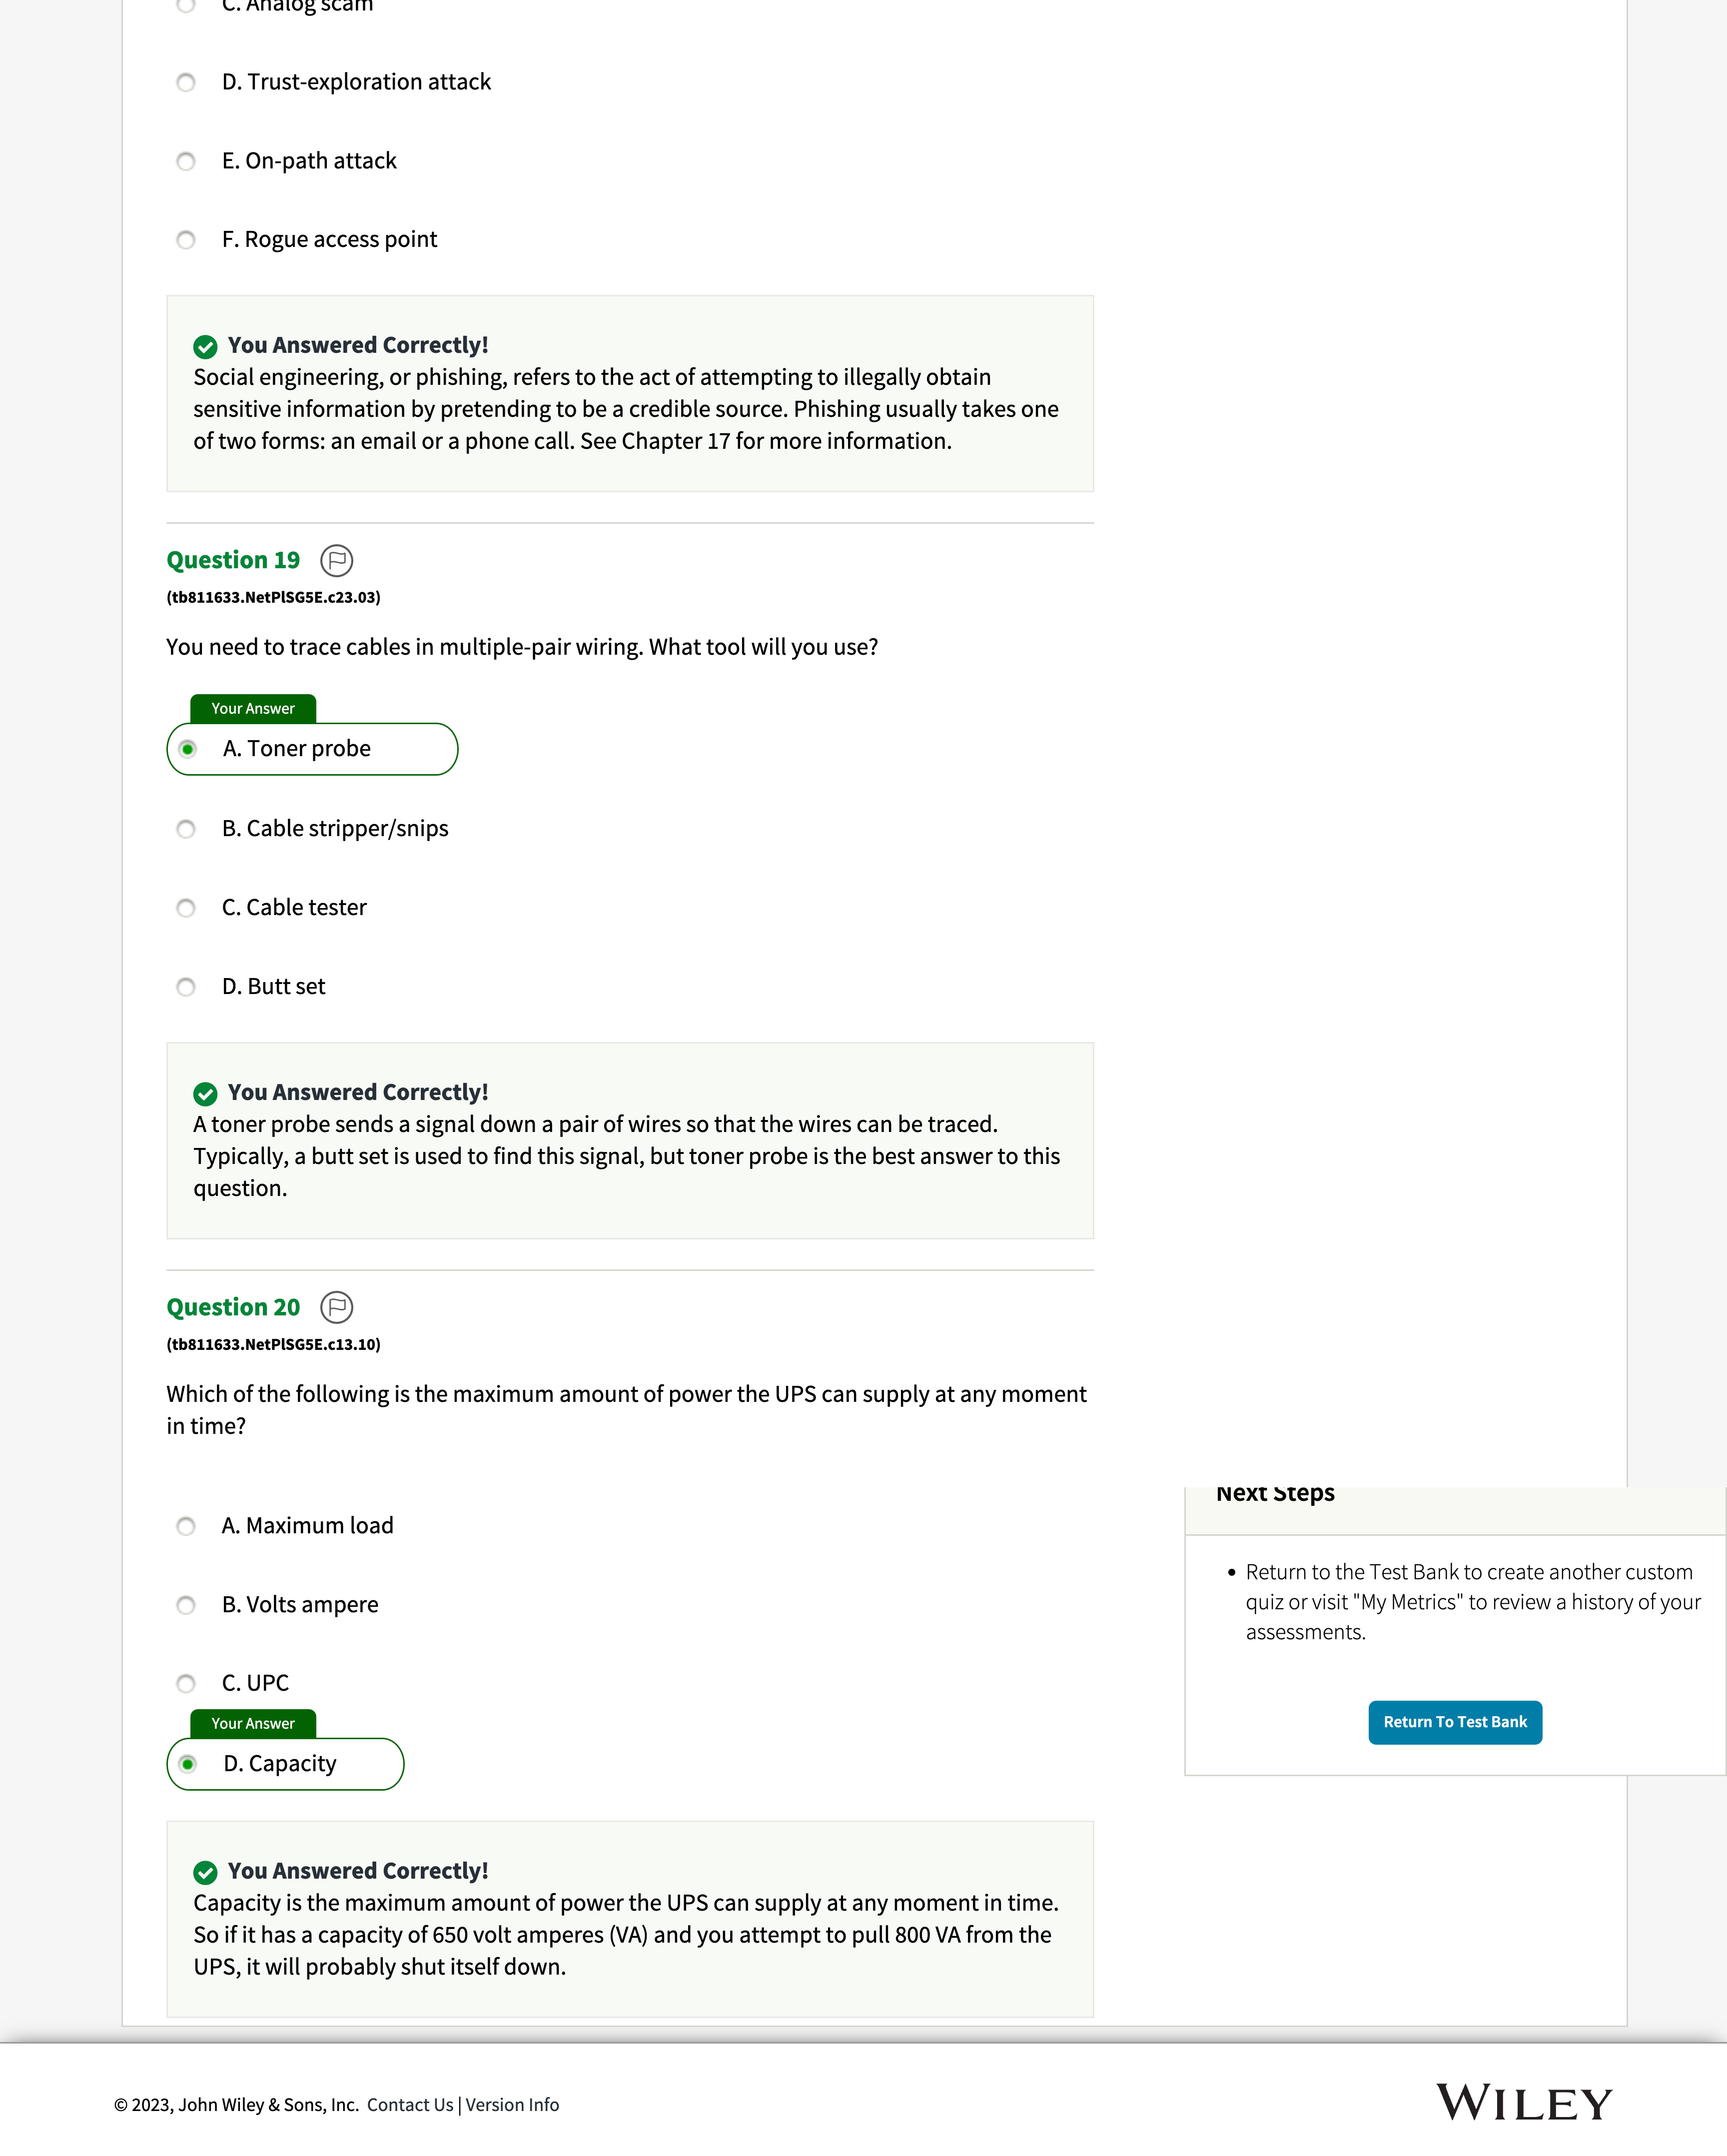 C. Analog scam
D. Trust-exploration attack
E. On-path attack
F. Rogue access point
You Answered Correctly!
Social engineering, or phishing, refers to the act of attempting to illegally obtain
sensitive information by pretending to be a credible source. Phishing usually takes one
of two forms: an email or a phone call. See Chapter 17 for more information.
Question 19
(tb811633.NetPlSG5E.c23.03)
You need to trace cables in multiple-pair wiring. What tool will you use?
Your Answer
A. Toner probe
B. Cable stripper/snips
C. Cable tester
D. Butt set
You Answered Correctly!
A toner probe sends a signal down a pair of wires so that the wires can be traced.
Typically, a butt set is used to find this signal, but toner probe is the best answer to this
question.
Question 20
(tb811633.NetPlSG5E.c13.10)
Which of the following is the maximum amount of power the UPS can supply at any moment
in time?
A. Maximum load
B. Volts ampere
C. UPC
Your Answer
D. Capacity
You Answered Correctly!
Capacity is the maximum amount of power the UPS can supply at any moment in time.
So if it has a capacity of 650 volt amperes (VA) and you attempt to pull 800 VA from the
UPS, it will probably shut itself down.
Next Steps
• Return to the Test Bank to create another custom
quiz or visit "My Metrics" to review a history of your
assessments.
Return To Test Bank
© 2023, John Wiley & Sons, Inc. Contact Us | Version Info
WILEY